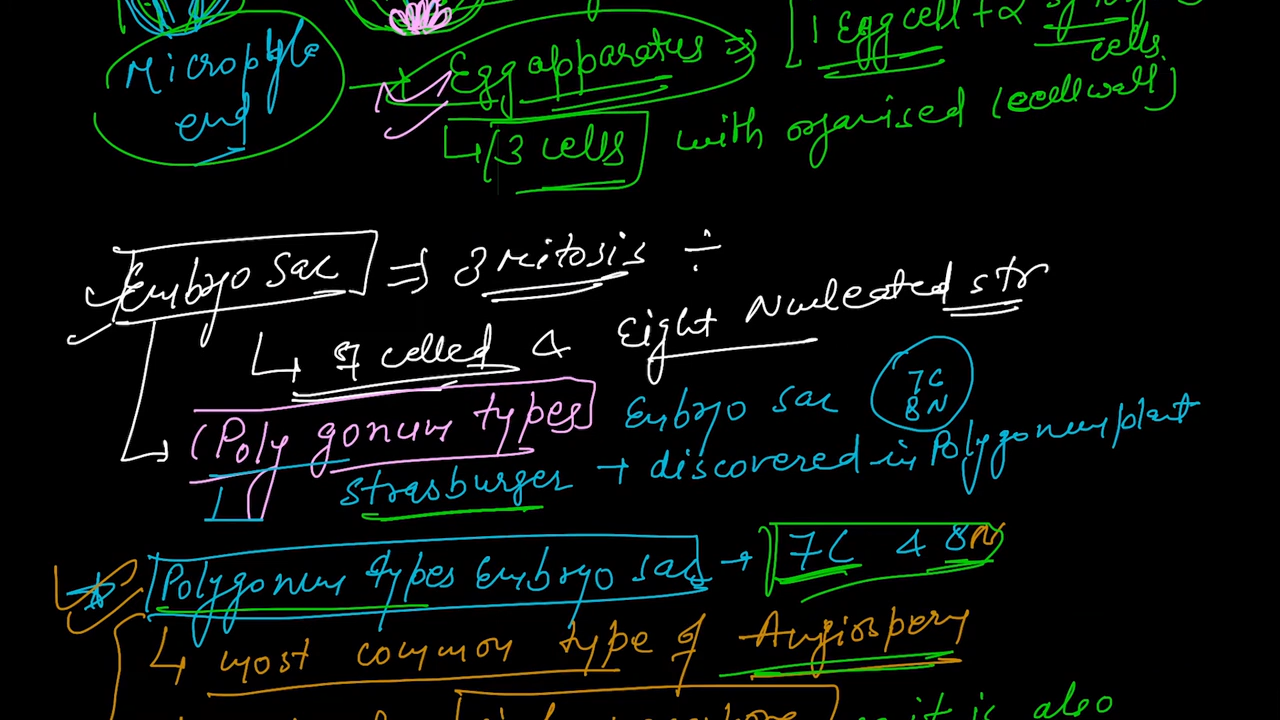 1 Egg cell + 2
cells
Micropyle end → Egg apparatus ⇒
↳ 3 cells with organised (cellwall)
Embryo Sac ⇒ 3 Mitosis ÷
↳ 7 celled & Eight Nucleated str
↳ (Polygonum types) Embryo sac 7C 8N
Strasburger → discovered in Polygonum plant
Polygonum types Embryo sac → 7C & 8N
↳ most common type of Angiosperm
it is also